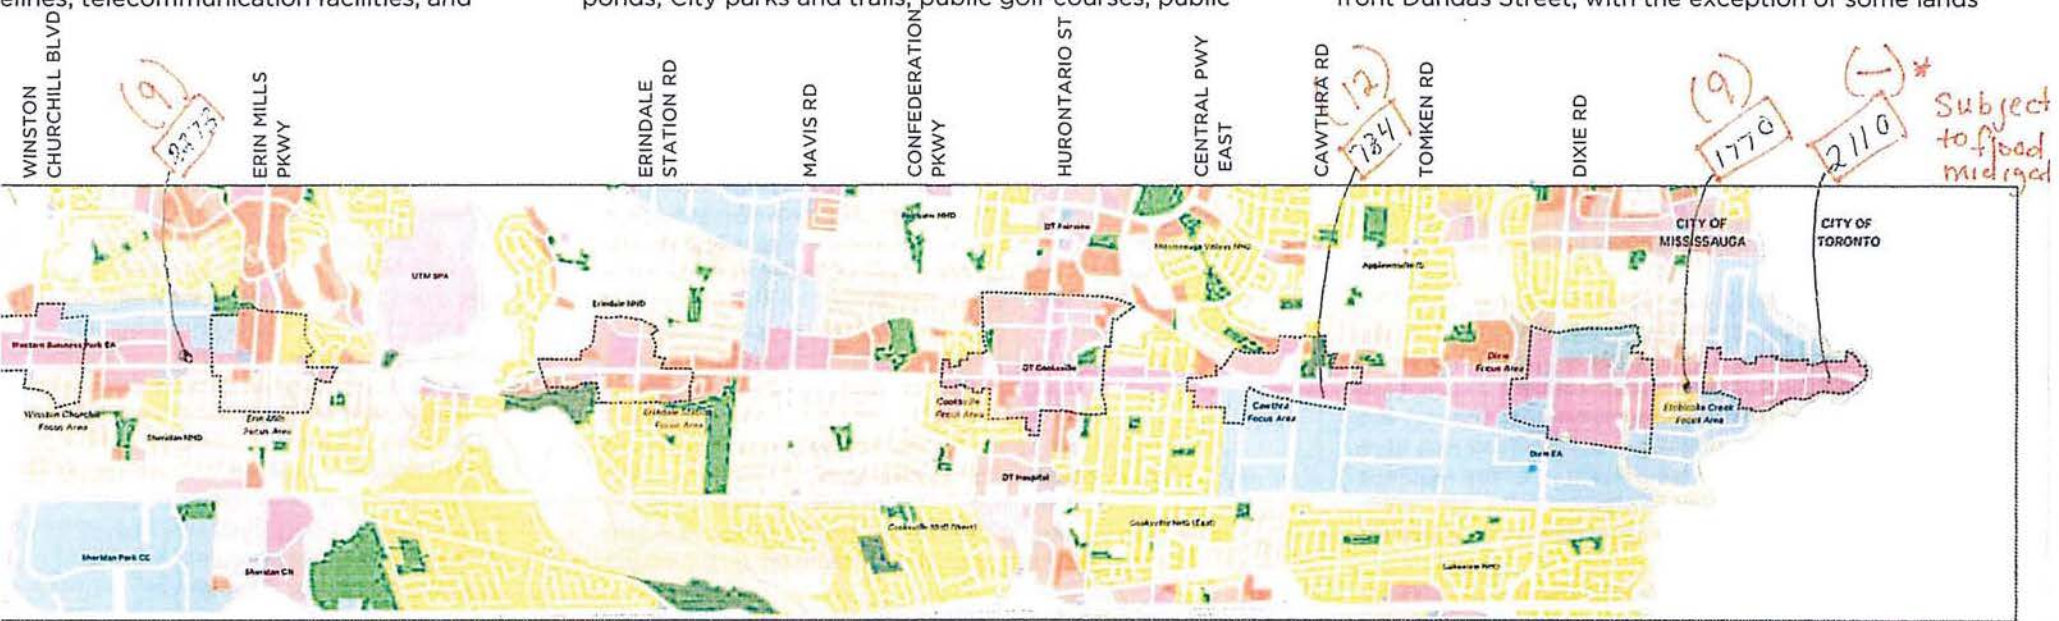 elines, telecommunication facilities, and
ponds, City parks and trails, public golf courses, public
front Dundas Street, with the exception of some lands
WINSTON
CHURCHILL BLVD
(9)
ERIN MILLS
PKWY
ERINDALE
STATION RD
MAVIS RD
CONFEDERATION
PKWY
HURONTARIO ST
CENTRAL PWY
EAST
CAWTHRA RD
(12)
734
TOMKEN RD
DIXIE RD
(9)
1770
(-)*
2110
Subject
to flood
CITY OF
MISSISSAUGA
CITY OF
TORONTO
UTM SPA
Fairview NHD
DT Fairview
Mississauga Valleys NHD
Applewood NHD
Erindale NHD
Western Business Park EA
DT Cooksville
Dixie
Focus Area
Winston Churchill
Focus Area
Sheridan NHD
Erin Mills
Focus Area
Erindale Station
Focus Area
Cooksville
Focus Area
Cawthra
Focus Area
Etobicoke Creek
Focus Area
Dixie EA
DT Hospital
Cooksville NHD (West)
Cooksville NHD (East)
Sheridan Park CC
Sheridan CN
Lakeview NHD